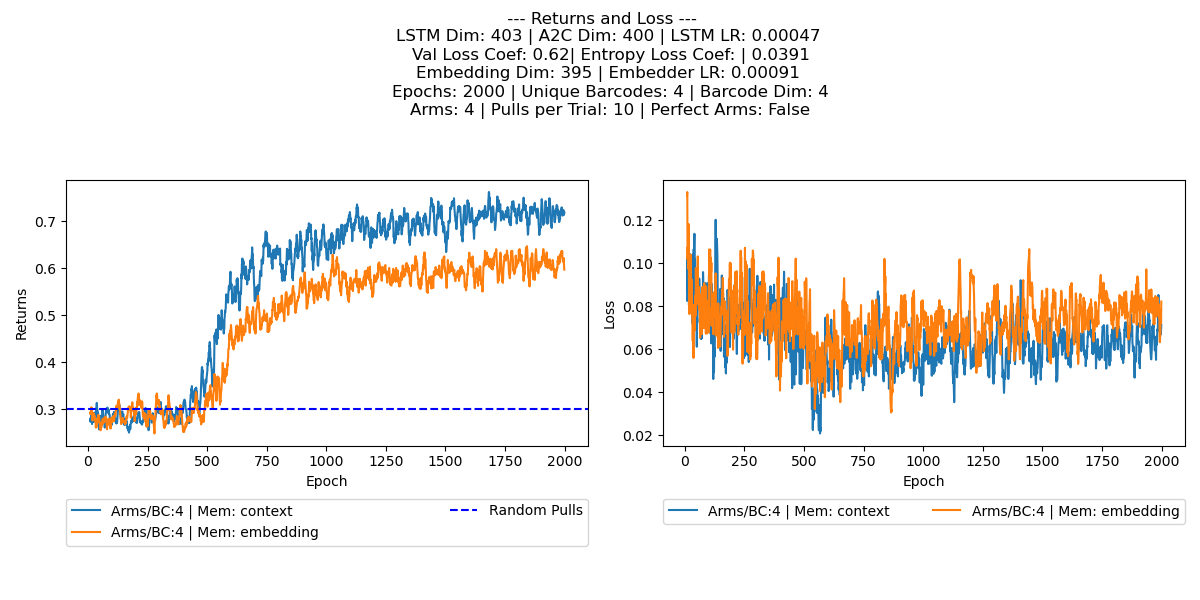 --- Returns and Loss ---
LSTM Dim: 403 | A2C Dim: 400 | LSTM LR: 0.00047
Val Loss Coef: 0.62| Entropy Loss Coef: | 0.0391
Embedding Dim: 395 | Embedder LR: 0.00091
Epochs: 2000 | Unique Barcodes: 4 | Barcode Dim: 4
Arms: 4 | Pulls per Trial: 10 | Perfect Arms: False
Returns
0.7
0.6
0.5
0.4
0.3
0 250 500 750 1000 1250 1500 1750 2000
Epoch
Arms/BC:4 | Mem: context
Arms/BC:4 | Mem: embedding
Random Pulls
Loss
0.12
0.10
0.08
0.06
0.04
0.02
0 250 500 750 1000 1250 1500 1750 2000
Epoch
Arms/BC:4 | Mem: context
Arms/BC:4 | Mem: embedding